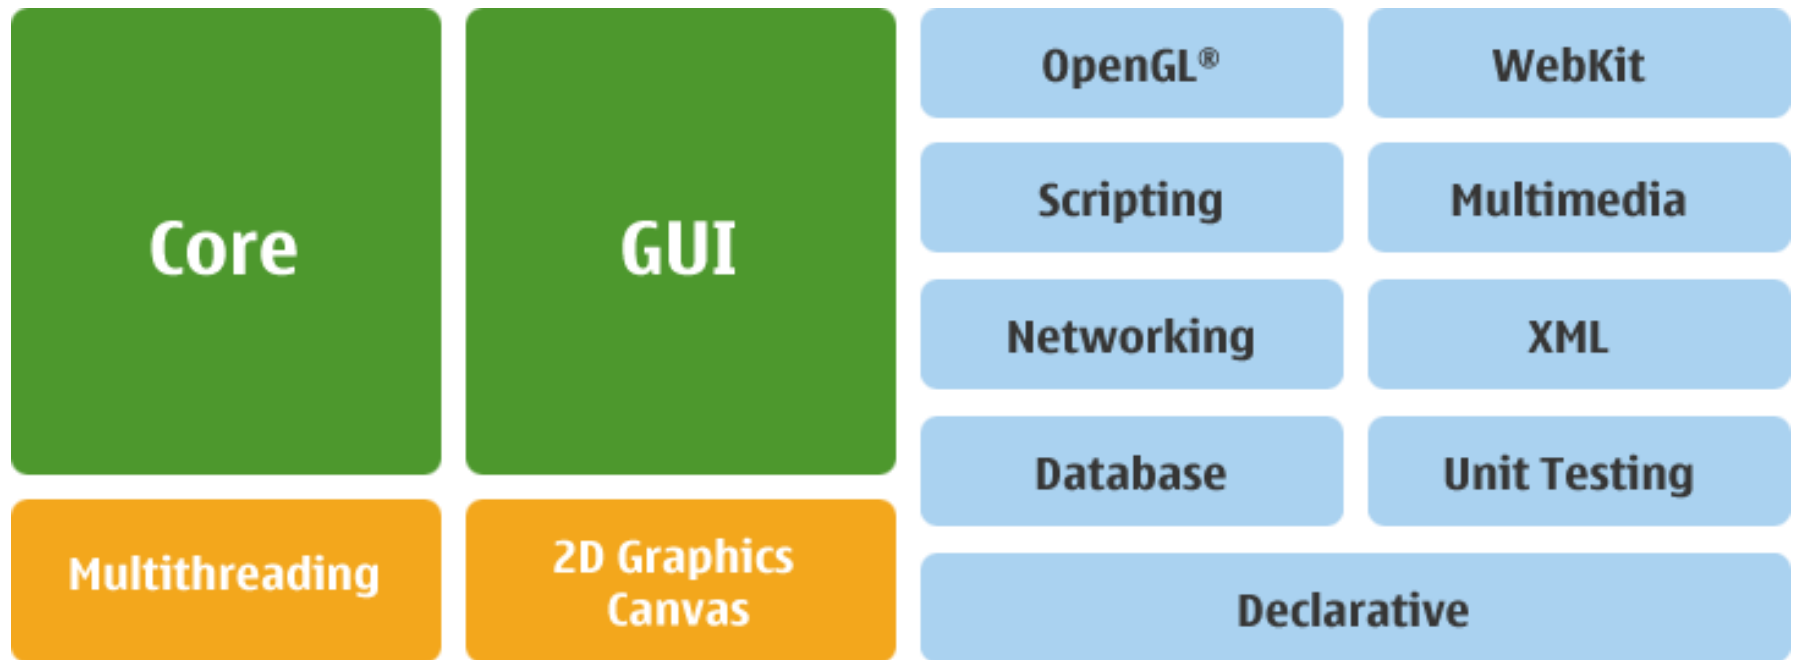 Core
GUI
OpenGL®
WebKit
Scripting
Multimedia
Networking
XML
Database
Unit Testing
Multithreading
2D Graphics
Canvas
Declarative